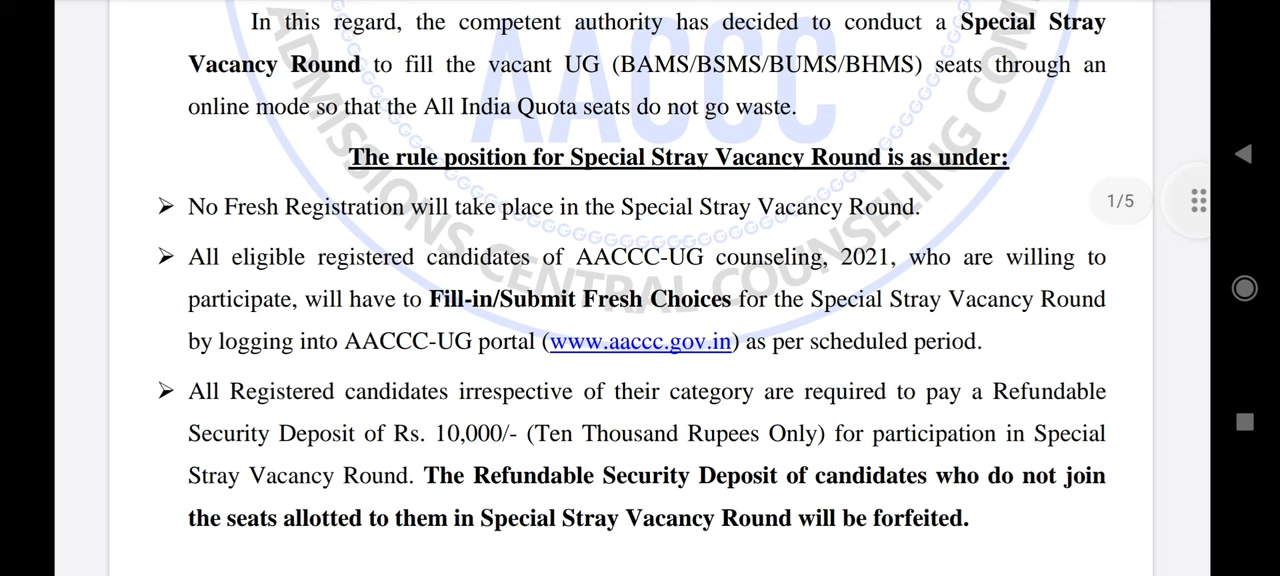 In this regard, the competent authority has decided to conduct a Special Stray
Vacancy Round to fill the vacant UG (BAMS/BSMS/BUMS/BHMS) seats through an
online mode so that the All India Quota seats do not go waste.
The rule position for Special Stray Vacancy Round is as under:
➢ No Fresh Registration will take place in the Special Stray Vacancy Round.
1/5
➢ All eligible registered candidates of AACCC-UG counseling, 2021, who are willing to
participate, will have to Fill-in/Submit Fresh Choices for the Special Stray Vacancy Round
by logging into AACCC-UG portal (www.aaccc.gov.in) as per scheduled period.
➢ All Registered candidates irrespective of their category are required to pay a Refundable
Security Deposit of Rs. 10,000/- (Ten Thousand Rupees Only) for participation in Special
Stray Vacancy Round. The Refundable Security Deposit of candidates who do not join
the seats allotted to them in Special Stray Vacancy Round will be forfeited.
AACCC
ADMISSIONS CENTRAL COUNSELING COM